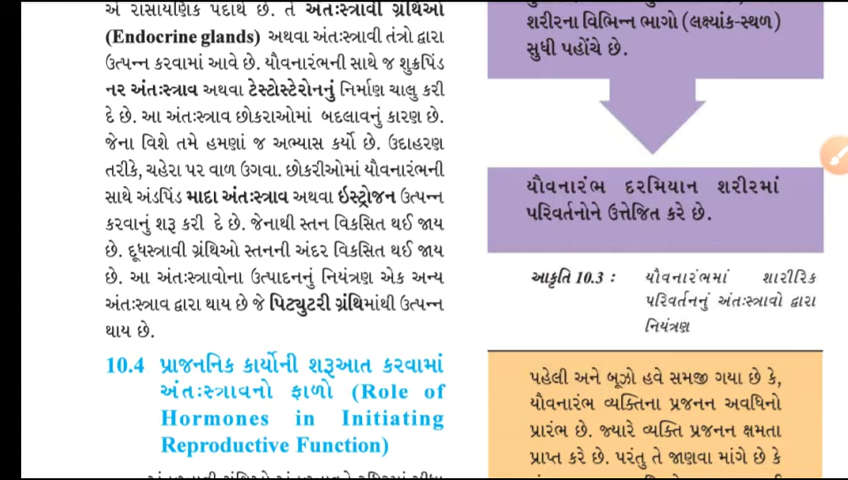 એ રાસાયણિક પદાર્થ છે. તે અંતઃસ્ત્રાવી ગ્રંથિઓ
(Endocrine glands) અથવા અંતઃસ્ત્રાવી તંત્રો દ્વારા
ઉત્પન્ન કરવામાં આવે છે. યૌવનારંભની સાથે જ શુક્રપિંડ
નર અંતઃસ્ત્રાવ અથવા ટેસ્ટોસ્ટેરોનનું નિર્માણ ચાલુ કરી
દે છે. આ અંતઃસ્ત્રાવ છોકરાઓમાં બદલાવનું કારણ છે.
જેના વિશે તમે હમણાં જ અભ્યાસ કર્યો છે. ઉદાહરણ
તરીકે, ચહેરા પર વાળ ઉગવા. છોકરીઓમાં યૌવનારંભની
સાથે અંડપિંડ માદા અંતઃસ્ત્રાવ અથવા ઇસ્ટ્રોજન ઉત્પન્ન
કરવાનું શરૂ કરી દે છે. જેનાથી સ્તન વિકસિત થઈ જાય
છે. દૂધસ્ત્રાવી ગ્રંથિઓ સ્તનની અંદર વિકસિત થઈ જાય
છે. આ અંતઃસ્ત્રાવોના ઉત્પાદનનું નિયંત્રણ એક અન્ય
અંતઃસ્ત્રાવ દ્વારા થાય છે જે પિટ્યુટરી ગ્રંથિમાંથી ઉત્પન્ન
થાય છે.
10.4 પ્રાજનનિક કાર્યોની શરૂઆત કરવામાં
અંતઃસ્ત્રાવનો ફાળો (Role of
Hormones in Initiating
Reproductive Function)
શરીરના વિભિન્ન ભાગો (લક્ષ્યાંક-સ્થળ)
સુધી પહોંચે છે.
યૌવનારંભ દરમિયાન શરીરમાં
પરિવર્તનોને ઉત્તેજિત કરે છે.
આકૃતિ 10.3 : યૌવનારંભમાં શારીરિક
પરિવર્તનનું અંતઃસ્ત્રાવો દ્વારા
નિયંત્રણ
પહેલી અને બૂઝો હવે સમજી ગયા છે કે,
યૌવનારંભ વ્યક્તિના પ્રજનન અવધિનો
પ્રારંભ છે. જ્યારે વ્યક્તિ પ્રજનન ક્ષમતા
પ્રાપ્ત કરે છે. પરંતુ તે જાણવા માંગે છે કે